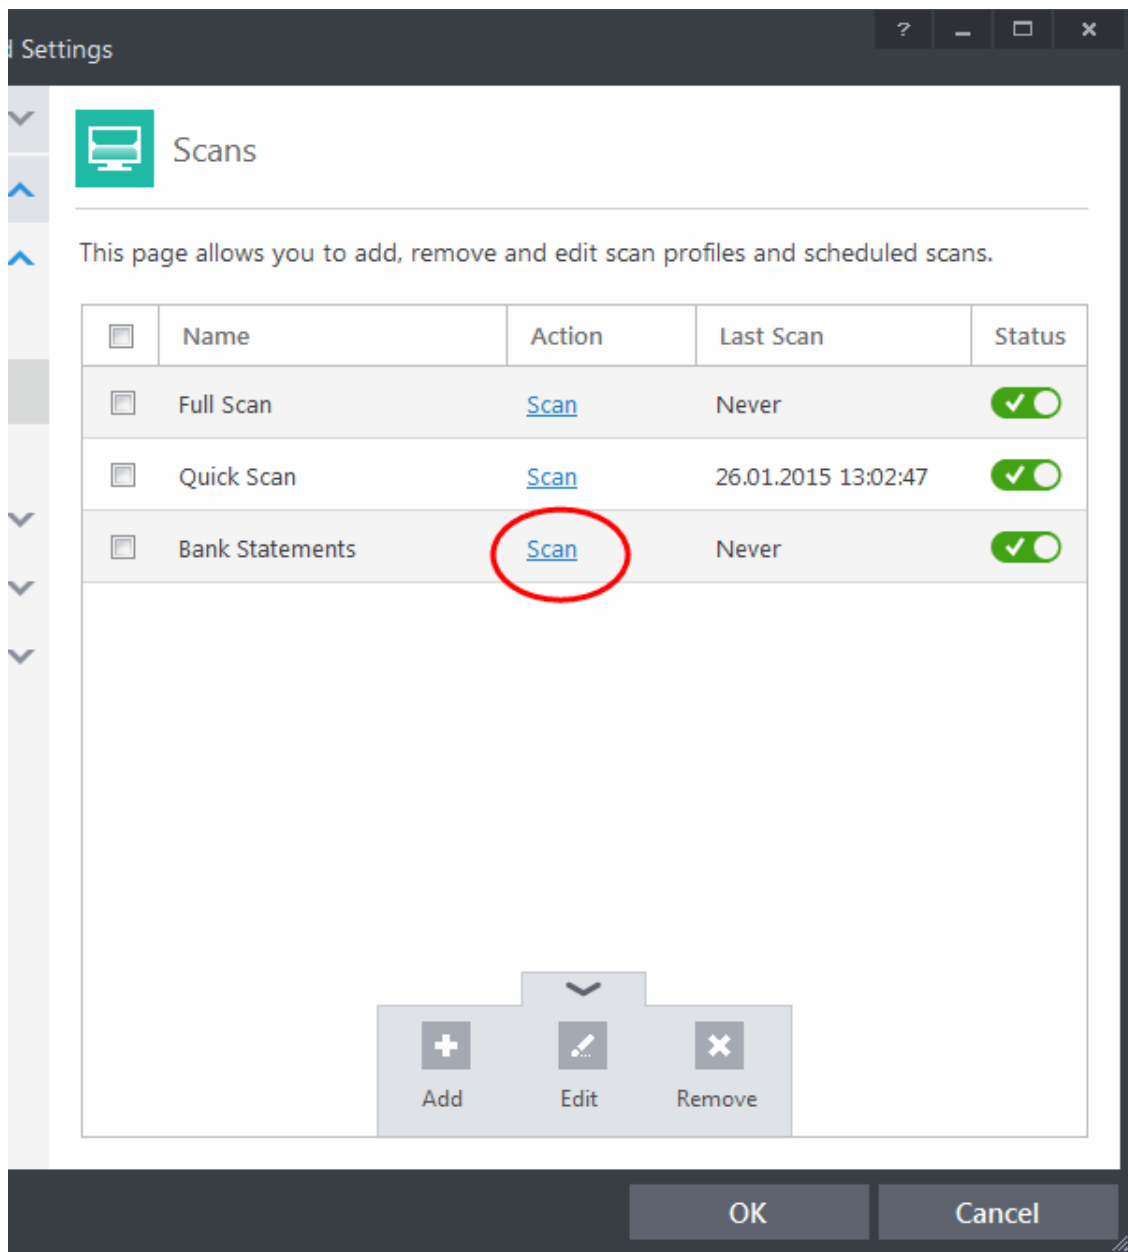 d Settings
?
Scans
This page allows you to add, remove and edit scan profiles and scheduled scans.
Name Action Last Scan Status
Full Scan Scan Never
Quick Scan Scan 26.01.2015 13:02:47
Bank Statements Scan Never
Add Edit Remove
OK Cancel